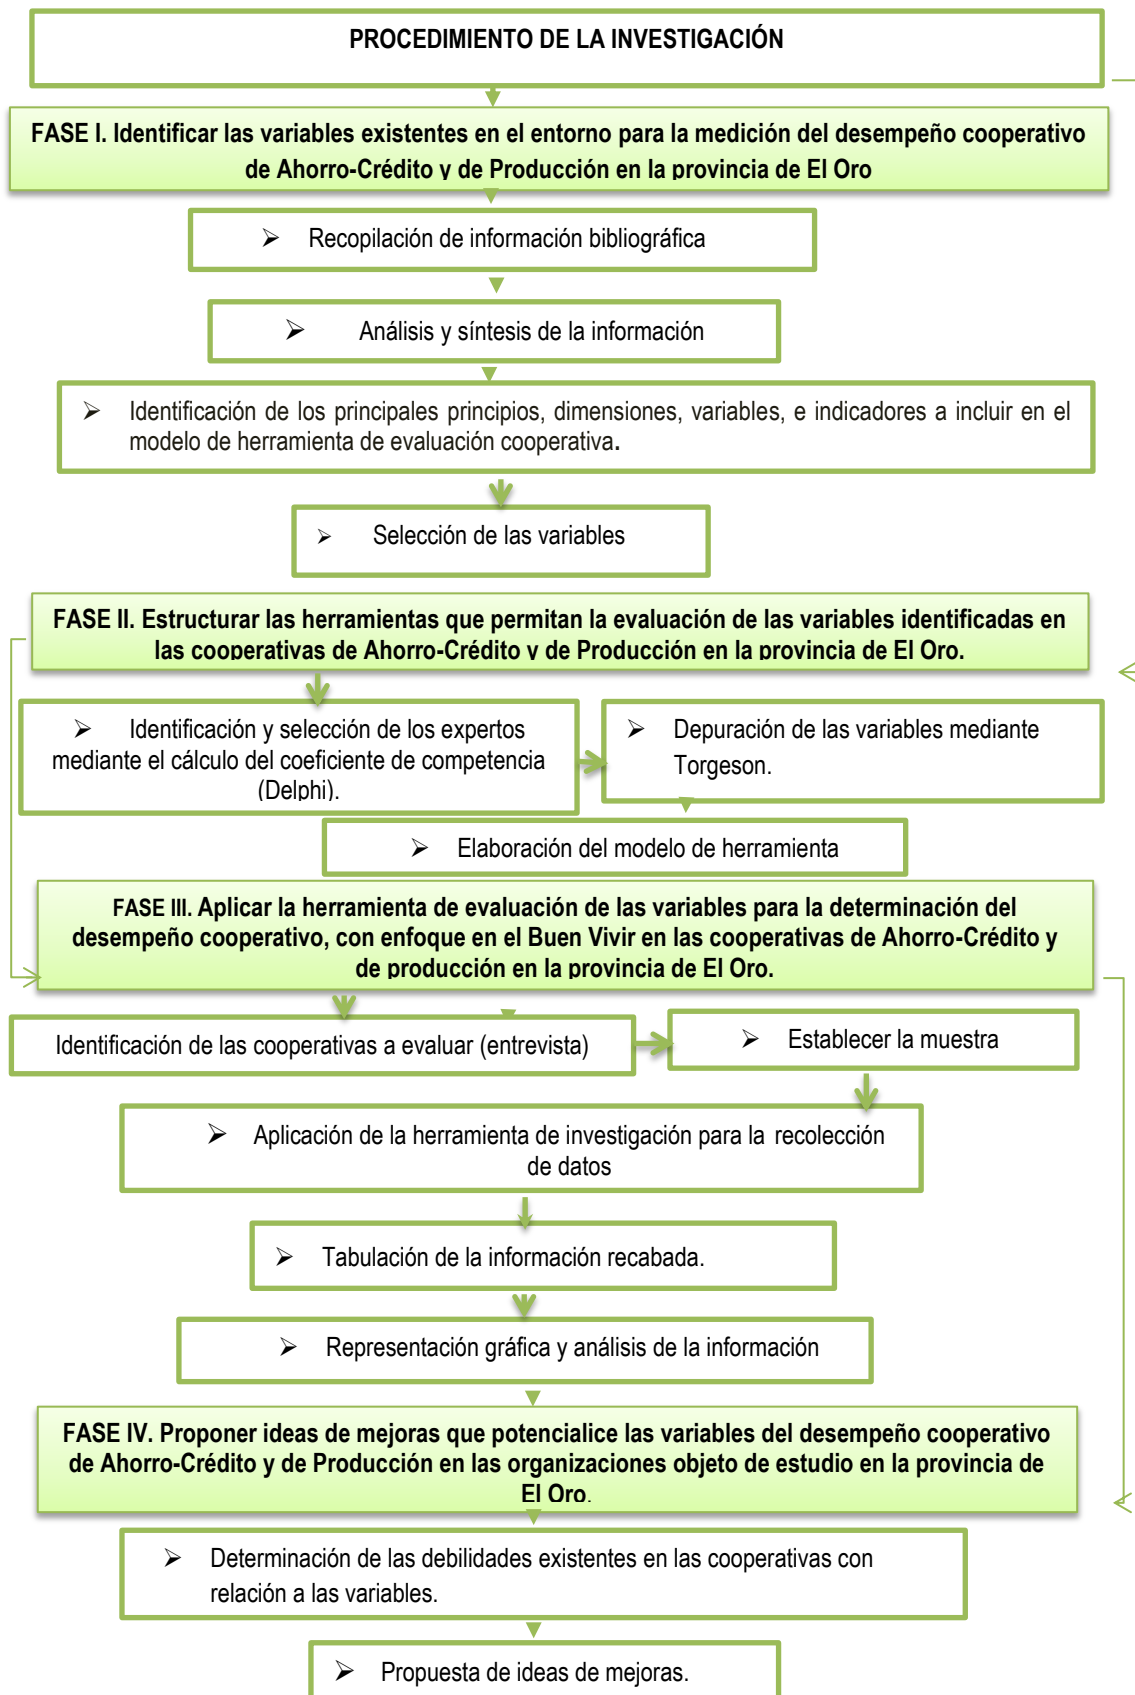 PROCEDIMIENTO DE LA INVESTIGACIÓN
FASE I. Identificar las variables existentes en el entorno para la medición del desempeño cooperativo
de Ahorro-Crédito y de Producción en la provincia de El Oro
➢ Recopilación de información bibliográfica
➢ Análisis y síntesis de la información
➢ Identificación de los principales principios, dimensiones, variables, e indicadores a incluir en el
modelo de herramienta de evaluación cooperativa.
➢ Selección de las variables
FASE II. Estructurar las herramientas que permitan la evaluación de las variables identificadas en
las cooperativas de Ahorro-Crédito y de Producción en la provincia de El Oro.
➢ Identificación y selección de los expertos
mediante el cálculo del coeficiente de competencia
(Delphi).
➢ Depuración de las variables mediante
Torgeson.
➢ Elaboración del modelo de herramienta
FASE III. Aplicar la herramienta de evaluación de las variables para la determinación del
desempeño cooperativo, con enfoque en el Buen Vivir en las cooperativas de Ahorro-Crédito y
de producción en la provincia de El Oro.
Identificación de las cooperativas a evaluar (entrevista)
➢ Establecer la muestra
➢ Aplicación de la herramienta de investigación para la recolección
de datos
➢ Tabulación de la información recabada.
➢ Representación gráfica y análisis de la información
FASE IV. Proponer ideas de mejoras que potencialice las variables del desempeño cooperativo
de Ahorro-Crédito y de Producción en las organizaciones objeto de estudio en la provincia de
El Oro.
➢ Determinación de las debilidades existentes en las cooperativas con
relación a las variables.
➢ Propuesta de ideas de mejoras.